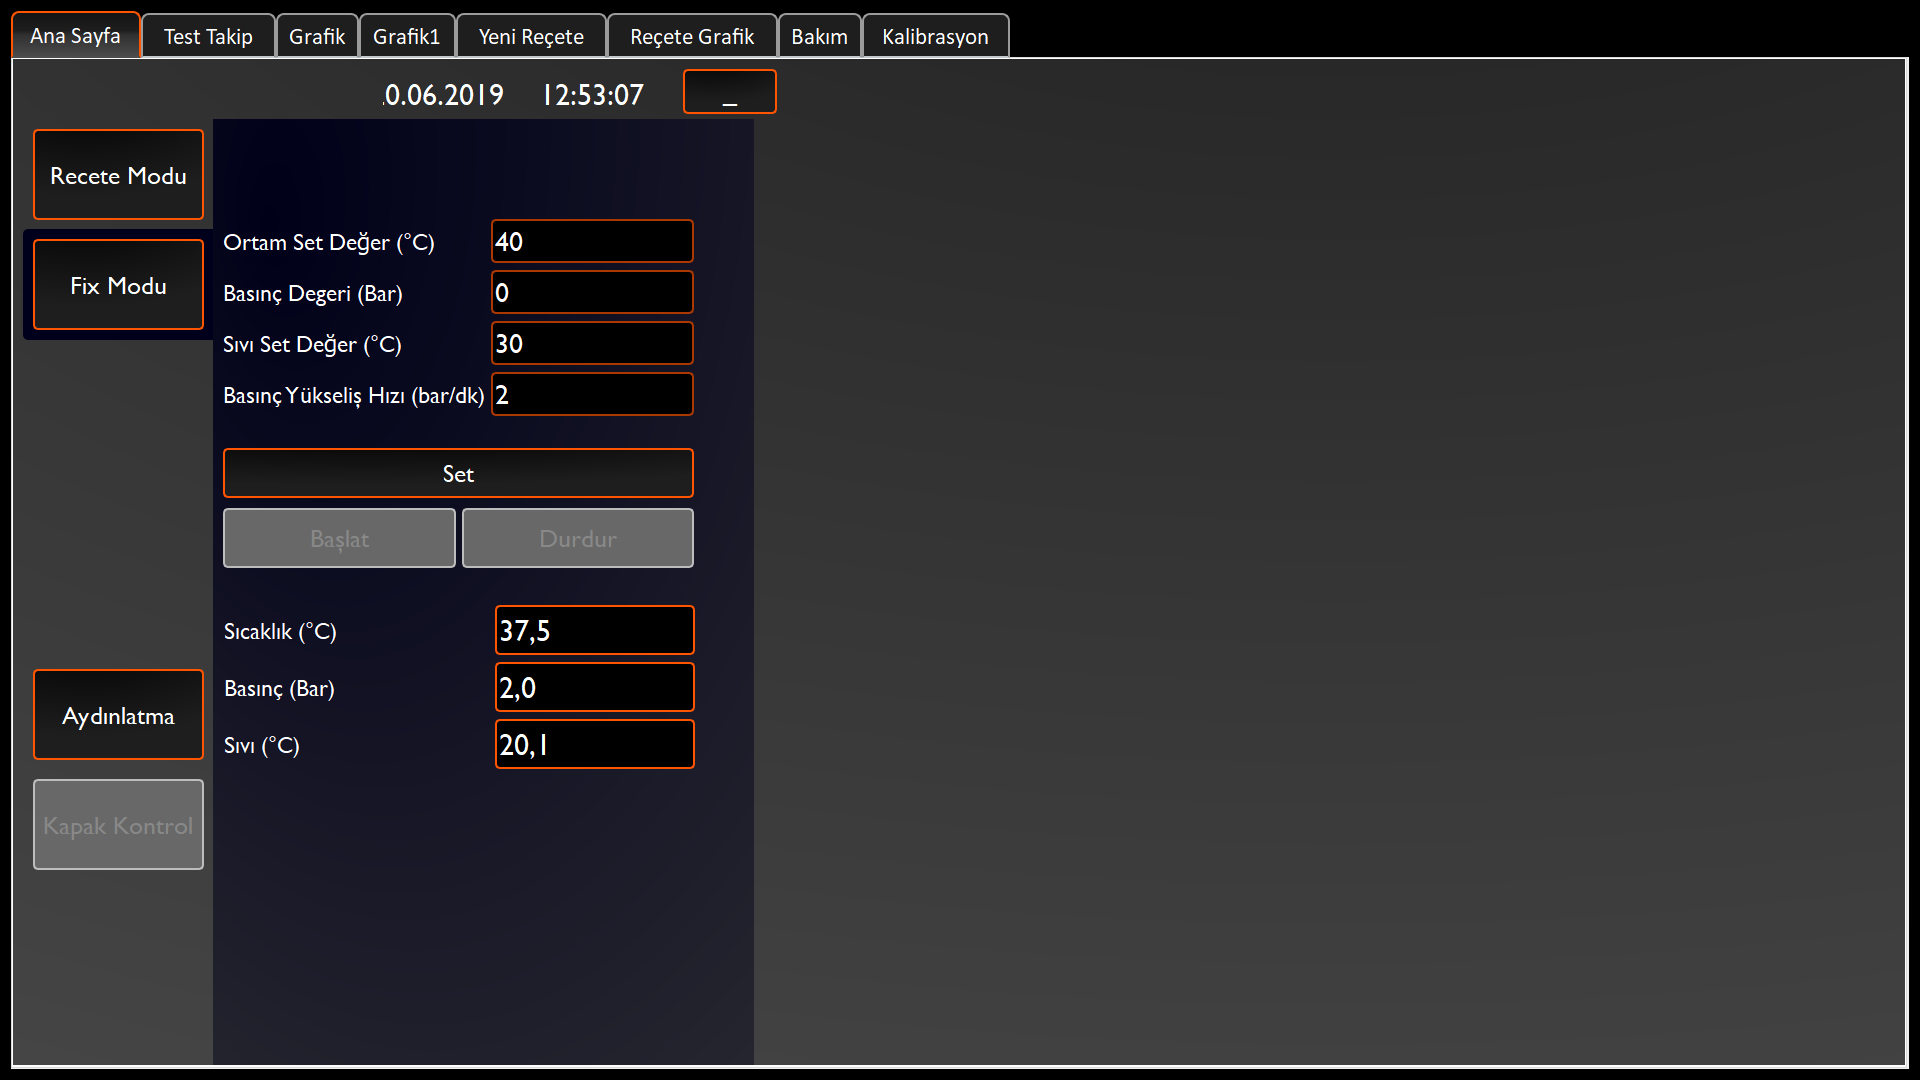 Ana Sayfa Test Takip Grafik Grafik1 Yeni Reçete Reçete Grafik Bakım Kalibrasyon
.0.06.2019 12:53:07 _
Recete Modu
Fix Modu
Ortam Set Değer (°C) 40
Basınç Degeri (Bar) 0
Sıvı Set Değer (°C) 30
Basınç Yükseliş Hızı (bar/dk) 2
Set
Başlat Durdur
Sıcaklık (°C) 37,5
Basınç (Bar) 2,0
Sıvı (°C) 20,1
Aydınlatma
Kapak Kontrol